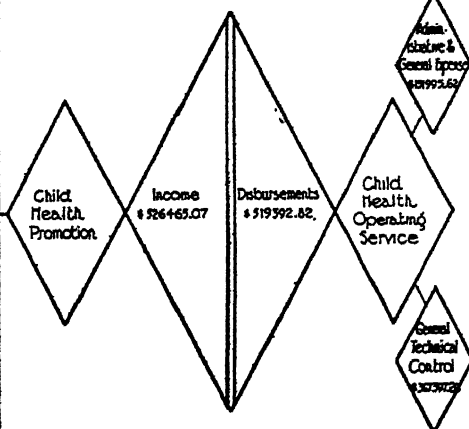 Admin-
istrative &
General Expense
Child
Health
Promotion
Income
$526465.07
Disbursements
$519392.82
Child
Health
Operating
Service
General
Technical
Control